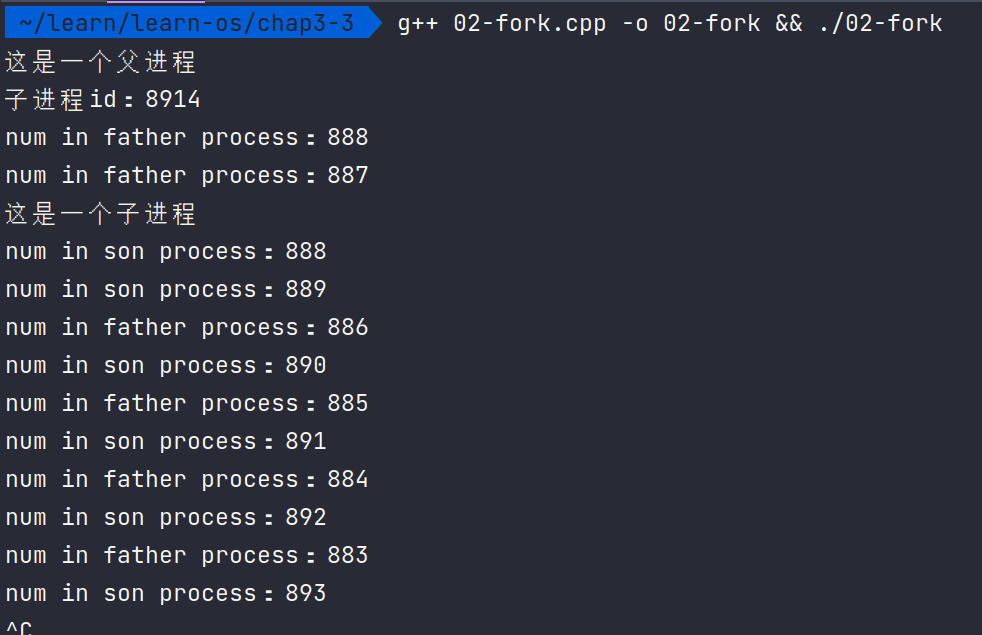 ~/learn/learn-os/chap3-3 g++ 02-fork.cpp -o 02-fork && ./02-fork
这是一个父进程
子进程id：8914
num in father process：888
num in father process：887
这是一个子进程
num in son process：888
num in son process：889
num in father process：886
num in son process：890
num in father process：885
num in son process：891
num in father process：884
num in son process：892
num in father process：883
num in son process：893
^C